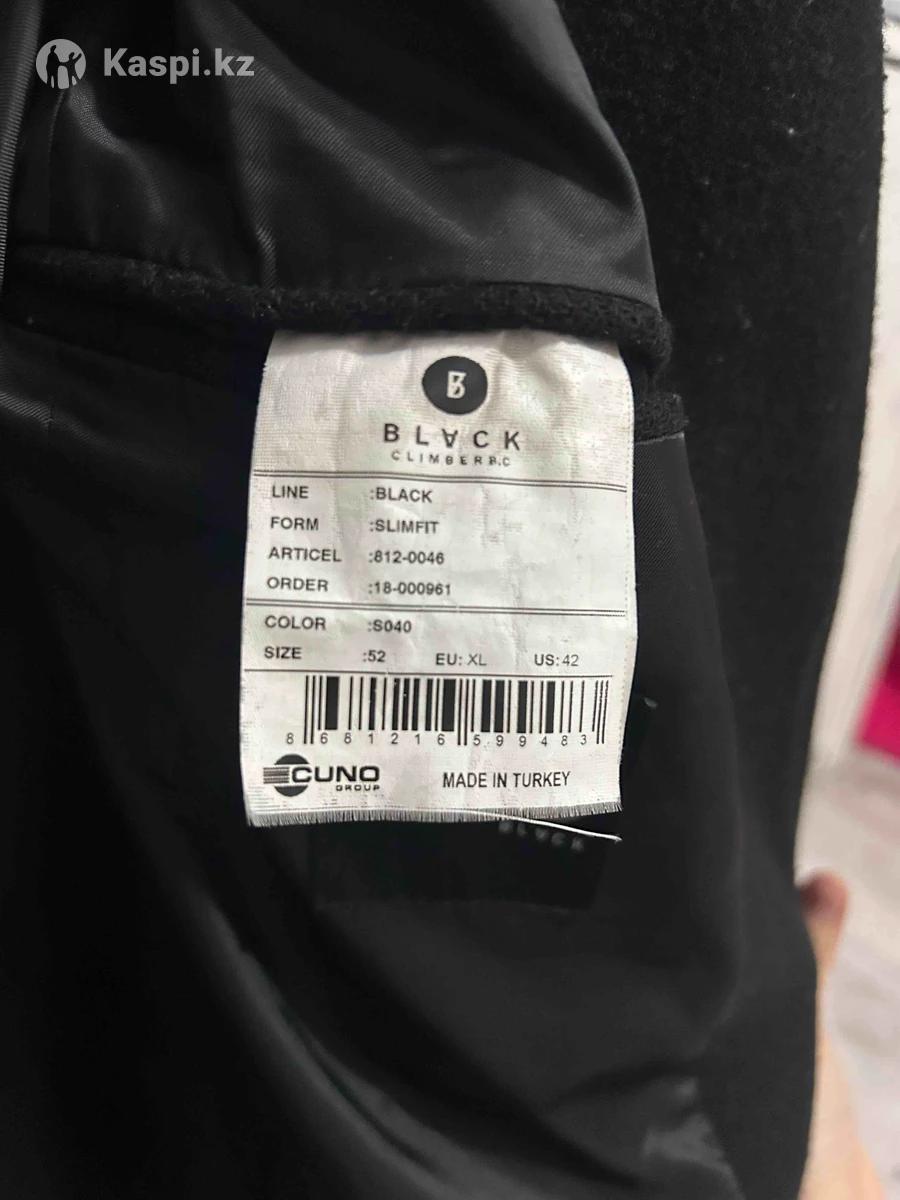 Kaspi.kz
B
BLACK
CLIMBER B.C
LINE :BLACK
FORM :SLIMFIT
ARTICEL :812-0046
ORDER :18-000961
COLOR :S040
SIZE :52 EU: XL US: 42
8 681216 599483
CUNO
GROUP
MADE IN TURKEY
BLACK